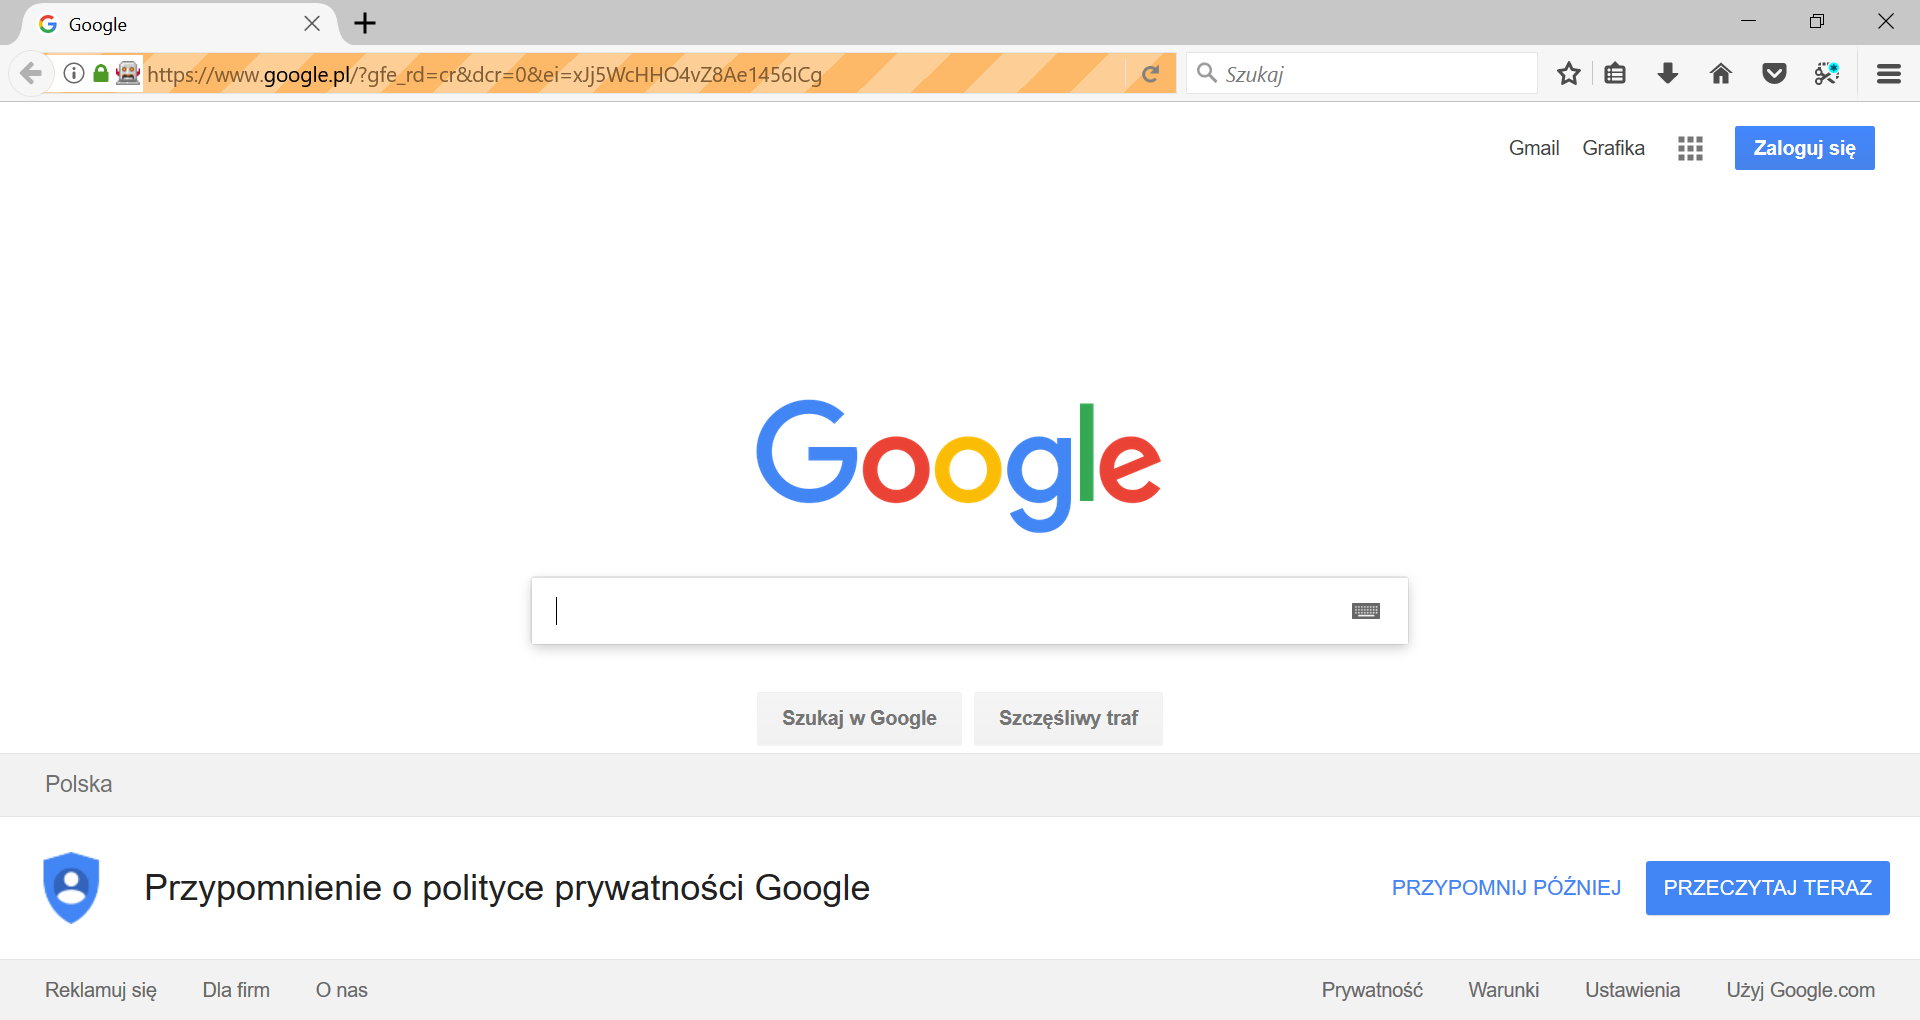 Google
https://www.google.pl/?gfe_rd=cr&dcr=0&ei=xJj5WcHHO4vZ8Ae1456ICg
Szukaj
Gmail
Grafika
Zaloguj się
Google
Szukaj w Google
Szczęśliwy traf
Polska
Przypomnienie o polityce prywatności Google
PRZYPOMNIJ PÓŹNIEJ
PRZECZYTAJ TERAZ
Reklamuj się
Dla firm
O nas
Prywatność
Warunki
Ustawienia
Użyj Google.com